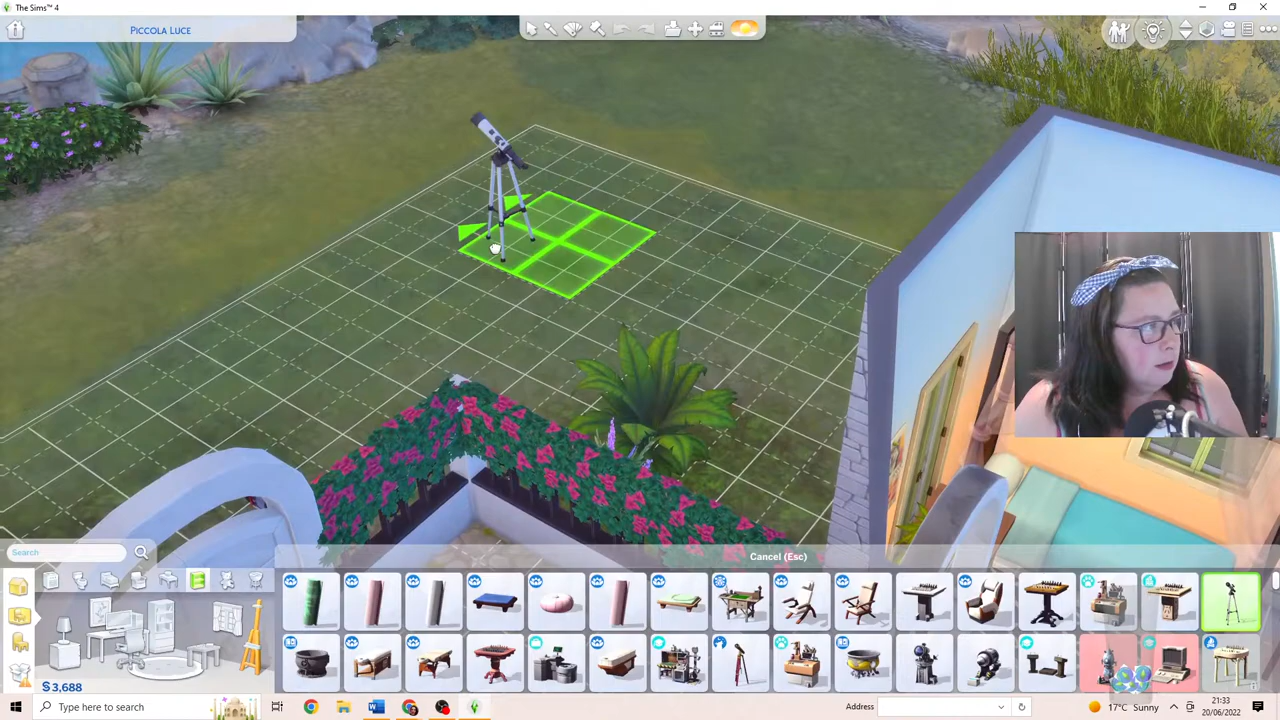 The Sims™ 4
PICCOLA LUCE
Search
Cancel (Esc)
§3,688
Type here to search
Address
17°C Sunny
21:33
20/06/2022